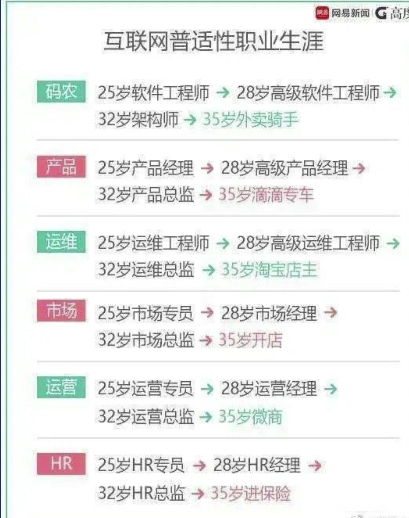 网易 网易新闻 | G 高度
互联网普适性职业生涯
码农 25岁软件工程师 → 28岁高级软件工程师 →
32岁架构师 → 35岁外卖骑手
产品 25岁产品经理 → 28岁高级产品经理 →
32岁产品总监 → 35岁滴滴专车
运维 25岁运维工程师 → 28岁高级运维工程师 →
32岁运维总监 → 35岁淘宝店主
市场 25岁市场专员 → 28岁市场经理 →
32岁市场总监 → 35岁开店
运营 25岁运营专员 → 28岁运营经理 →
32岁运营总监 → 35岁微商
HR 25岁HR专员 → 28岁HR经理 →
32岁HR总监 → 35岁进保险